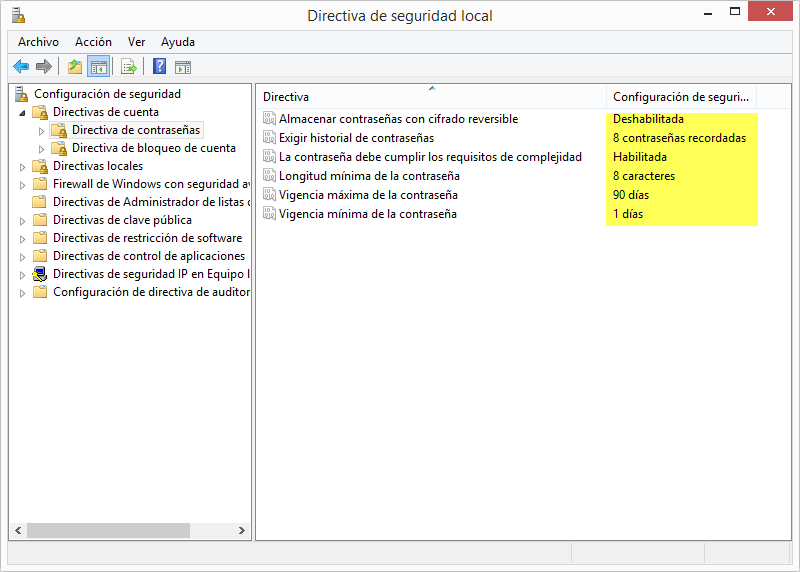 Directiva de seguridad local
Archivo Acción Ver Ayuda
Configuración de seguridad
Directivas de cuenta
Directiva de contraseñas
Directiva de bloqueo de cuenta
Directivas locales
Firewall de Windows con seguridad av
Directivas de Administrador de listas d
Directivas de clave pública
Directivas de restricción de software
Directivas de control de aplicaciones
Directivas de seguridad IP en Equipo l
Configuración de directiva de auditor
Directiva Configuración de seguri...
Almacenar contraseñas con cifrado reversible Deshabilitada
Exigir historial de contraseñas 8 contraseñas recordadas
La contraseña debe cumplir los requisitos de complejidad Habilitada
Longitud mínima de la contraseña 8 caracteres
Vigencia máxima de la contraseña 90 días
Vigencia mínima de la contraseña 1 días